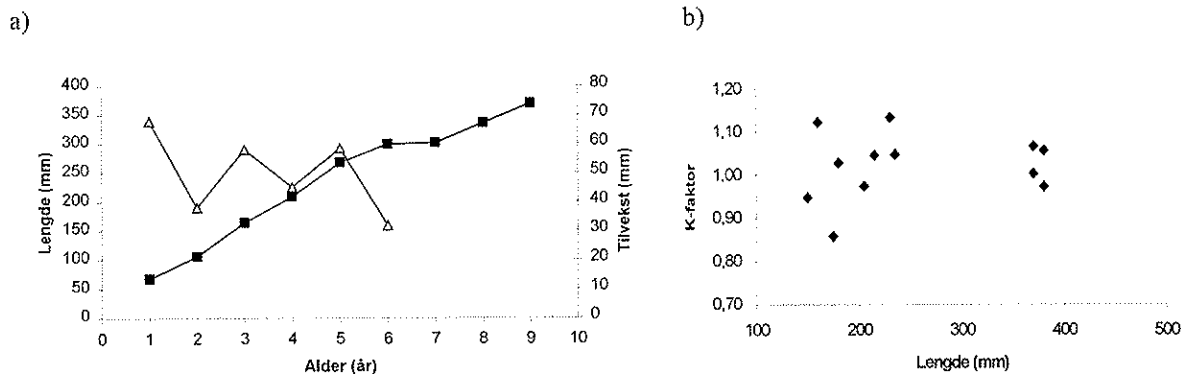 a)
400
350
300
250
200
150
100
50
0
Lengde (mm)
80
70
60
50
40
30
20
10
0
Tilvekst (mm)
0 1 2 3 4 5 6 7 8 9 10
Alder (år)
b)
1,20
1,10
1,00
0,90
0,80
0,70
K-faktor
100 200 300 400 500
Lengde (mm)